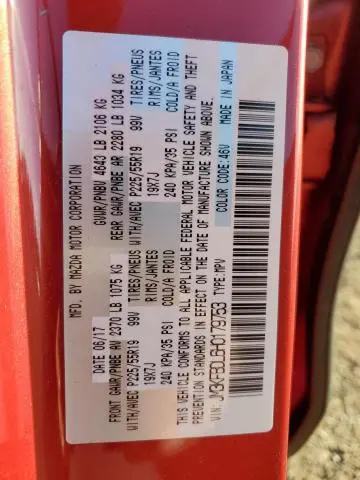 MFD. BY MAZDA MOTOR CORPORATION
GVWR/PNBV 4643 LB 2106 KG
DATE 06/17
FRONT GAWR/PNBE AV 2370 LB 1075 KG
REAR GAWR/PNBE AR 2280 LB 1034 KG
WITH/AVEC P225/55R19 99V TIRES/PNEUS
WITH/AVEC P225/55R19 99V TIRES/PNEUS
19X7J RIMS/JANTES
19X7J RIMS/JANTES
240 KPA/35 PSI COLD/A FROID
240 KPA/35 PSI COLD/A FROID
THIS VEHICLE CONFORMS TO ALL APPLICABLE FEDERAL MOTOR VEHICLE SAFETY AND THEFT
PREVENTION STANDARDS IN EFFECT ON THE DATE OF MANUFACTURE SHOWN ABOVE.
TYPE:MPV
COLOR CODE:46V
MADE IN JAPAN